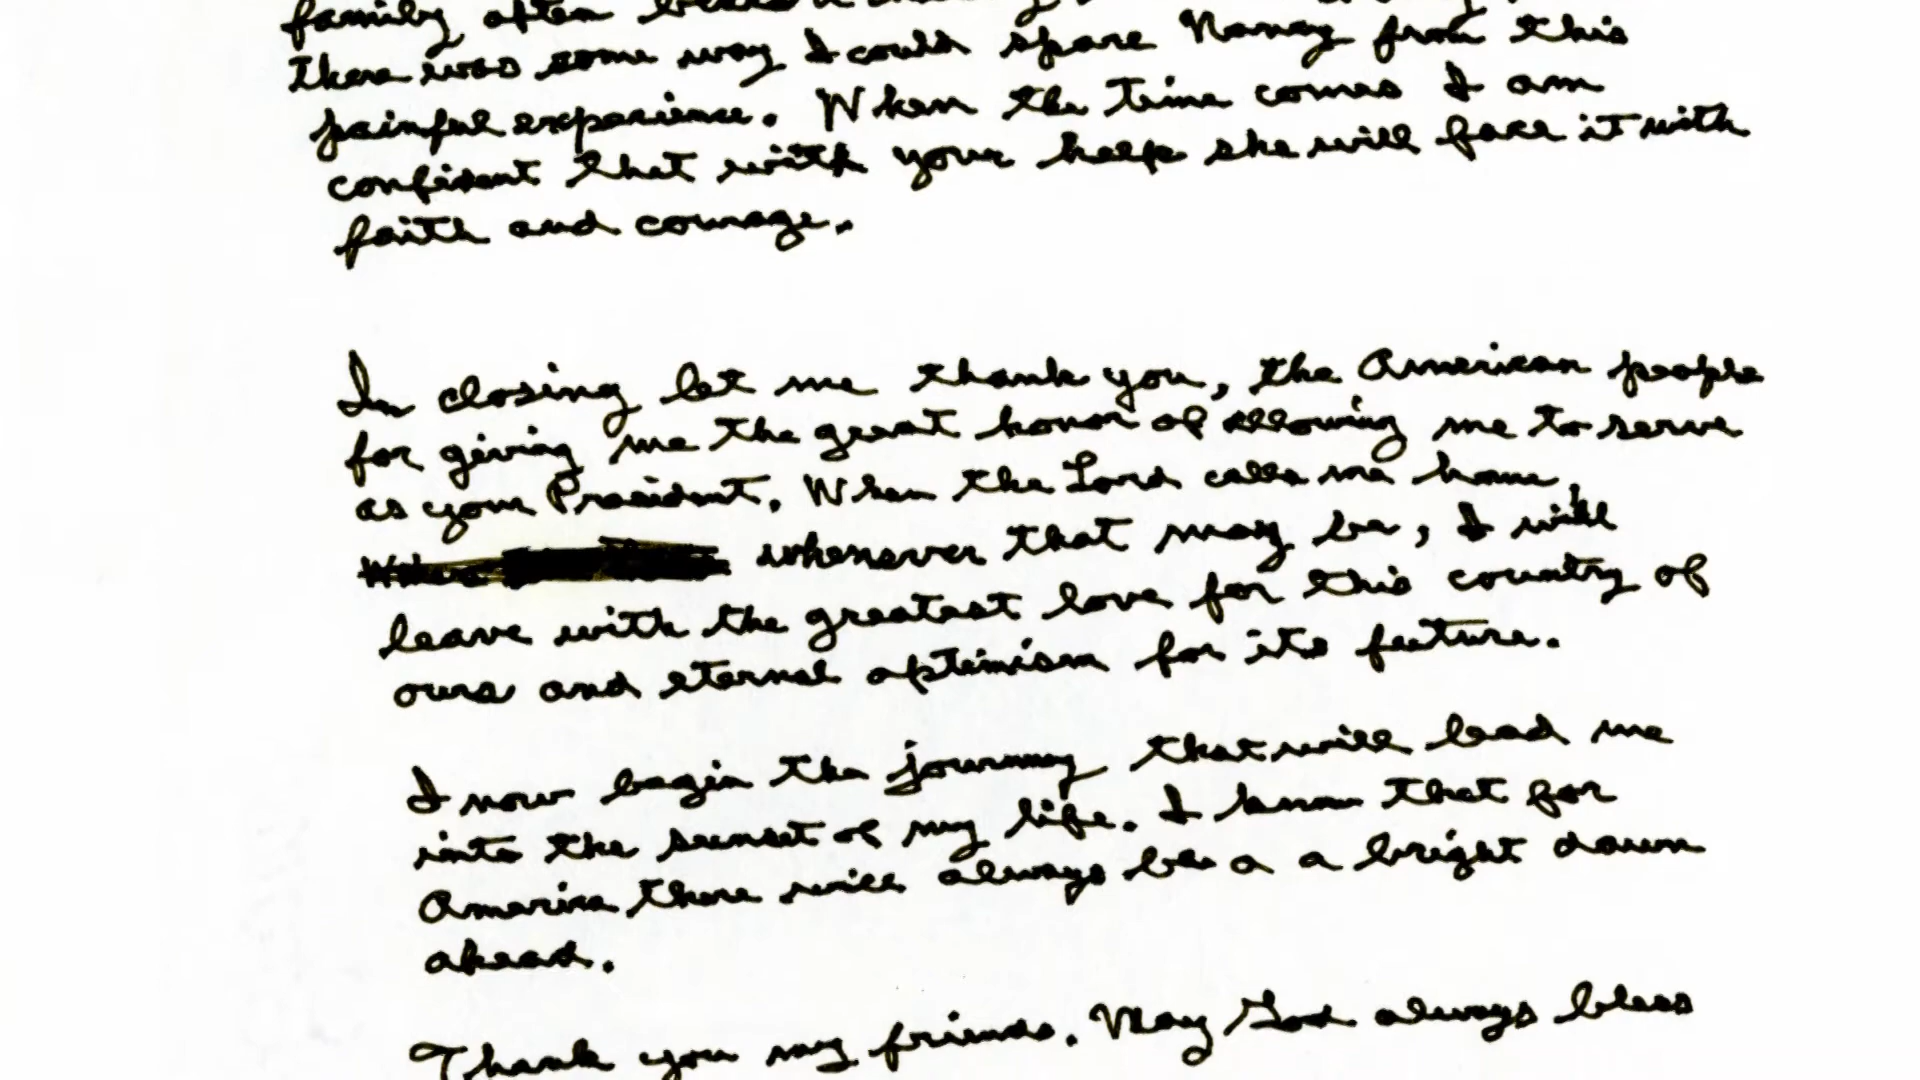 family often
there was some way I could spare Nancy from this
painful experience. When the time comes I am
confident that with your help she will face it with
faith and courage.
In closing let me thank you, the American people
for giving me the great honor of allowing me to serve
as your President. When the Lord calls me home,
whenever that may be, I will
leave with the greatest love for this country of
ours and eternal optimism for its future.
I now begin the journey that will lead me
into the sunset of my life. I know that for
America there will always be a a bright dawn
ahead.
Thank you my friends. May God always bless